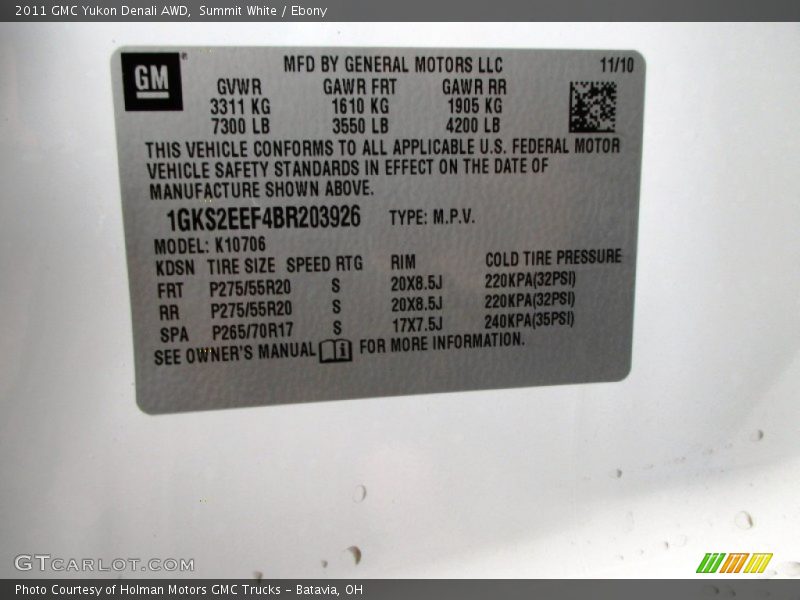 2011 GMC Yukon Denali AWD,  Summit White / Ebony
GM
®
MFD BY GENERAL MOTORS LLC 11/10
GVWR GAWR FRT GAWR RR
3311 KG 1610 KG 1905 KG
7300 LB 3550 LB 4200 LB
THIS VEHICLE CONFORMS TO ALL APPLICABLE U.S. FEDERAL MOTOR
VEHICLE SAFETY STANDARDS IN EFFECT ON THE DATE OF
MANUFACTURE SHOWN ABOVE.
1GKS2EEF4BR203926 TYPE: M.P.V.
MODEL: K10706
KDSN TIRE SIZE SPEED RTG RIM COLD TIRE PRESSURE
FRT P275/55R20 S 20X8.5J 220KPA(32PSI)
RR P275/55R20 S 20X8.5J 220KPA(32PSI)
SPA P265/70R17 S 17X7.5J 240KPA(35PSI)
SEE OWNER'S MANUAL i FOR MORE INFORMATION.
GTCARLOT.COM
Photo Courtesy of Holman Motors GMC Trucks - Batavia, OH